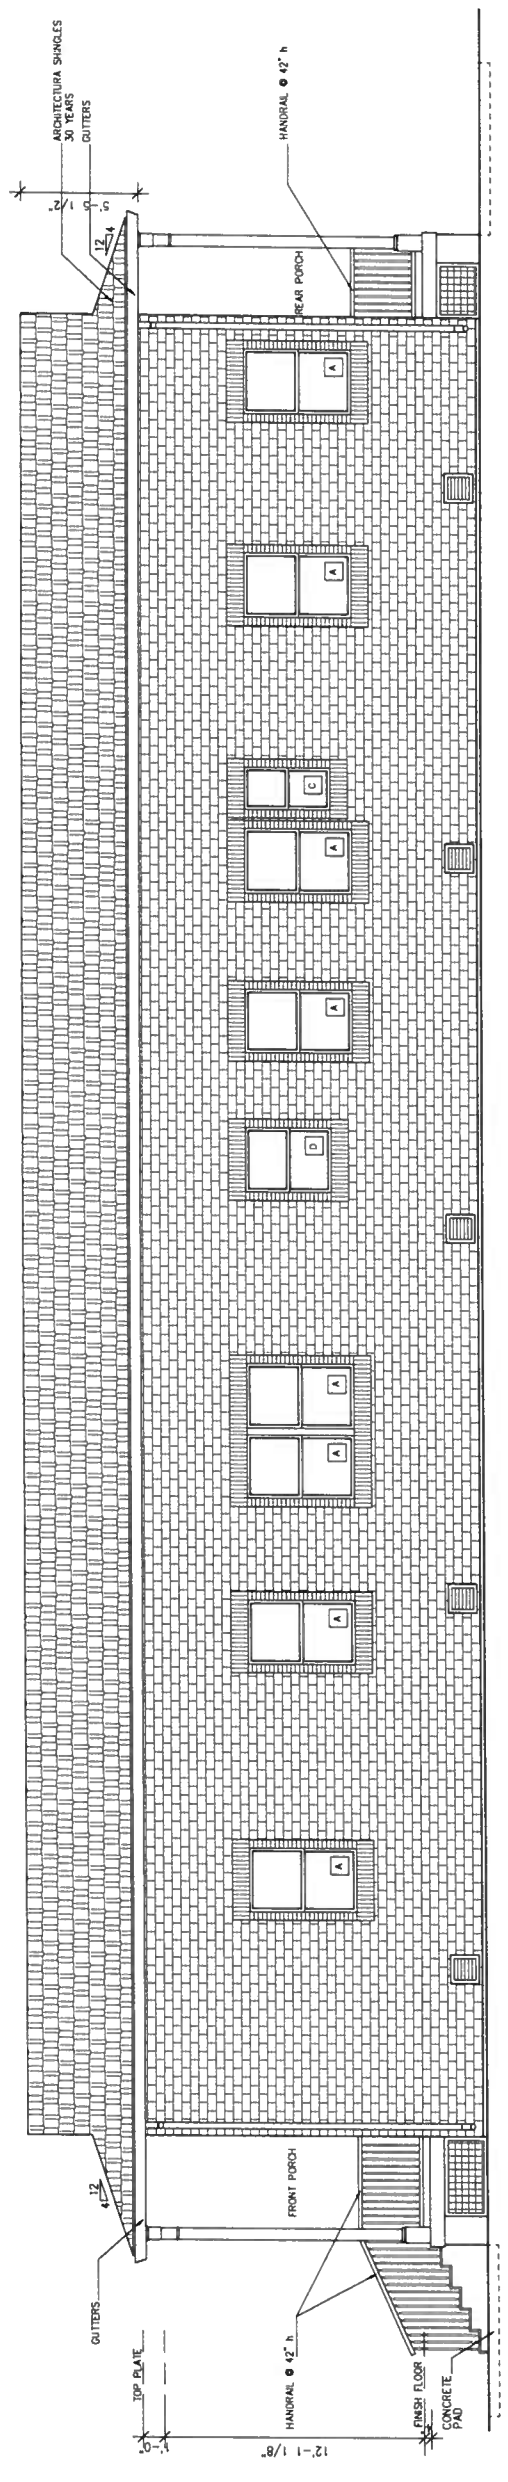 ARCHITECTURA SHINGLES
30 YEARS
GUTTERS
5'-5 1/2"
12
4
HANDRAIL @ 42" h
REAR PORCH
A
A
C
A
A
D
A
A
A
A
12
4
FRONT PORCH
GUTTERS
HANDRAIL @ 42" h
TOP PLATE
1'-0"
12'-1 1/8"
FINISH FLOOR
CONCRETE
PAD